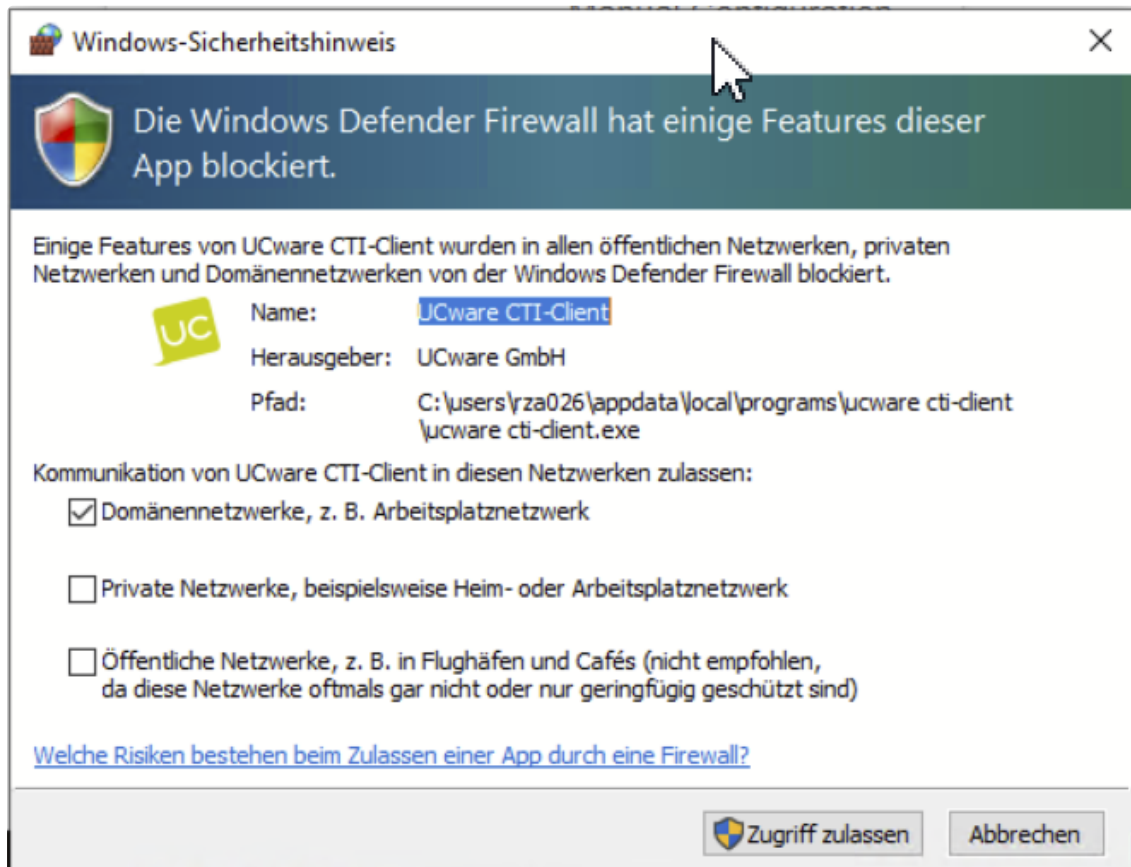 Windows-Sicherheitshinweis
Die Windows Defender Firewall hat einige Features dieser
App blockiert.
Einige Features von UCware CTI-Client wurden in allen öffentlichen Netzwerken, privaten
Netzwerken und Domänennetzwerken von der Windows Defender Firewall blockiert.
UC
Name: UCware CTI-Client
Herausgeber: UCware GmbH
Pfad: C:\users\rza026\appdata\local\programs\ucware cti-client
\ucware cti-client.exe
Kommunikation von UCware CTI-Client in diesen Netzwerken zulassen:
Domänennetzwerke, z. B. Arbeitsplatznetzwerk
Private Netzwerke, beispielsweise Heim- oder Arbeitsplatznetzwerk
Öffentliche Netzwerke, z. B. in Flughäfen und Cafés (nicht empfohlen,
da diese Netzwerke oftmals gar nicht oder nur geringfügig geschützt sind)
Welche Risiken bestehen beim Zulassen einer App durch eine Firewall?
Zugriff zulassen Abbrechen